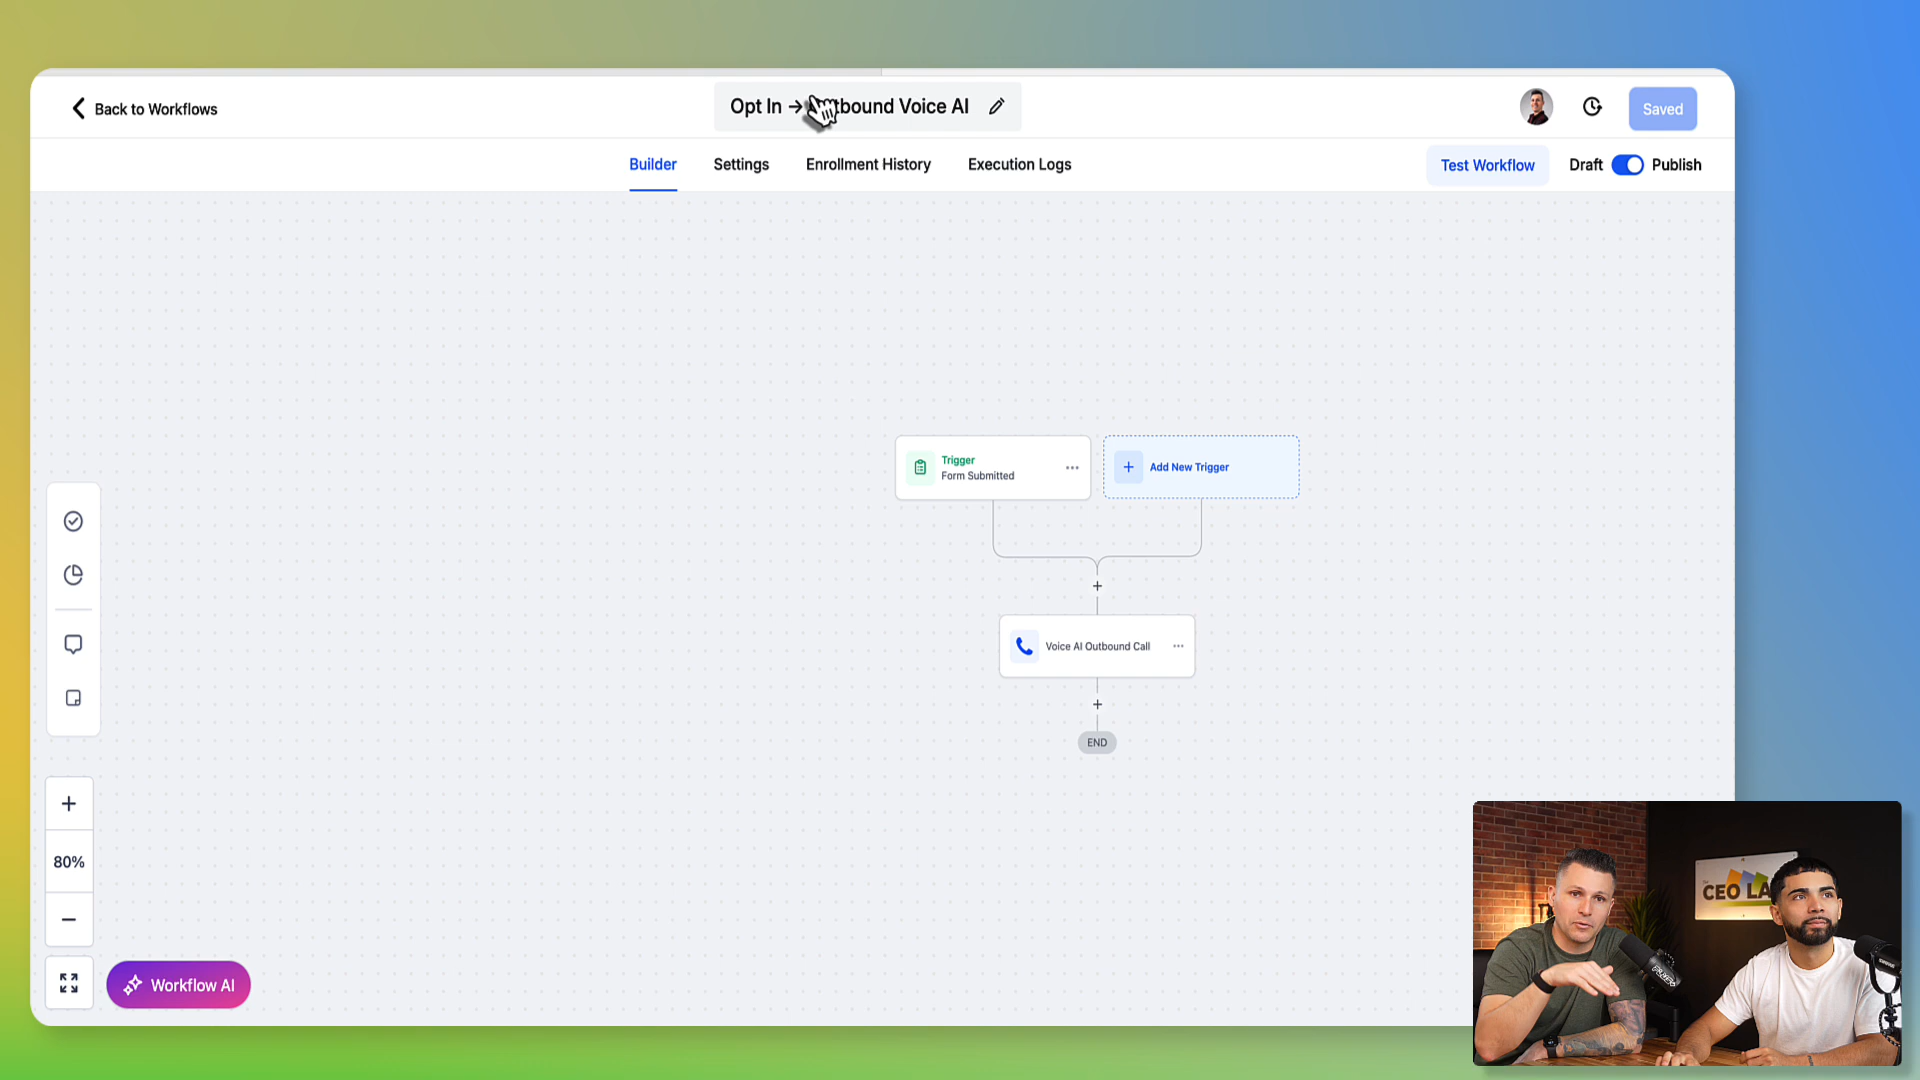 Back to Workflows
Opt In → utbound Voice AI
Saved
Builder
Settings
Enrollment History
Execution Logs
Test Workflow
Draft
Publish
Trigger
Form Submitted
Add New Trigger
Voice AI Outbound Call
END
80%
Workflow AI
CEO LA